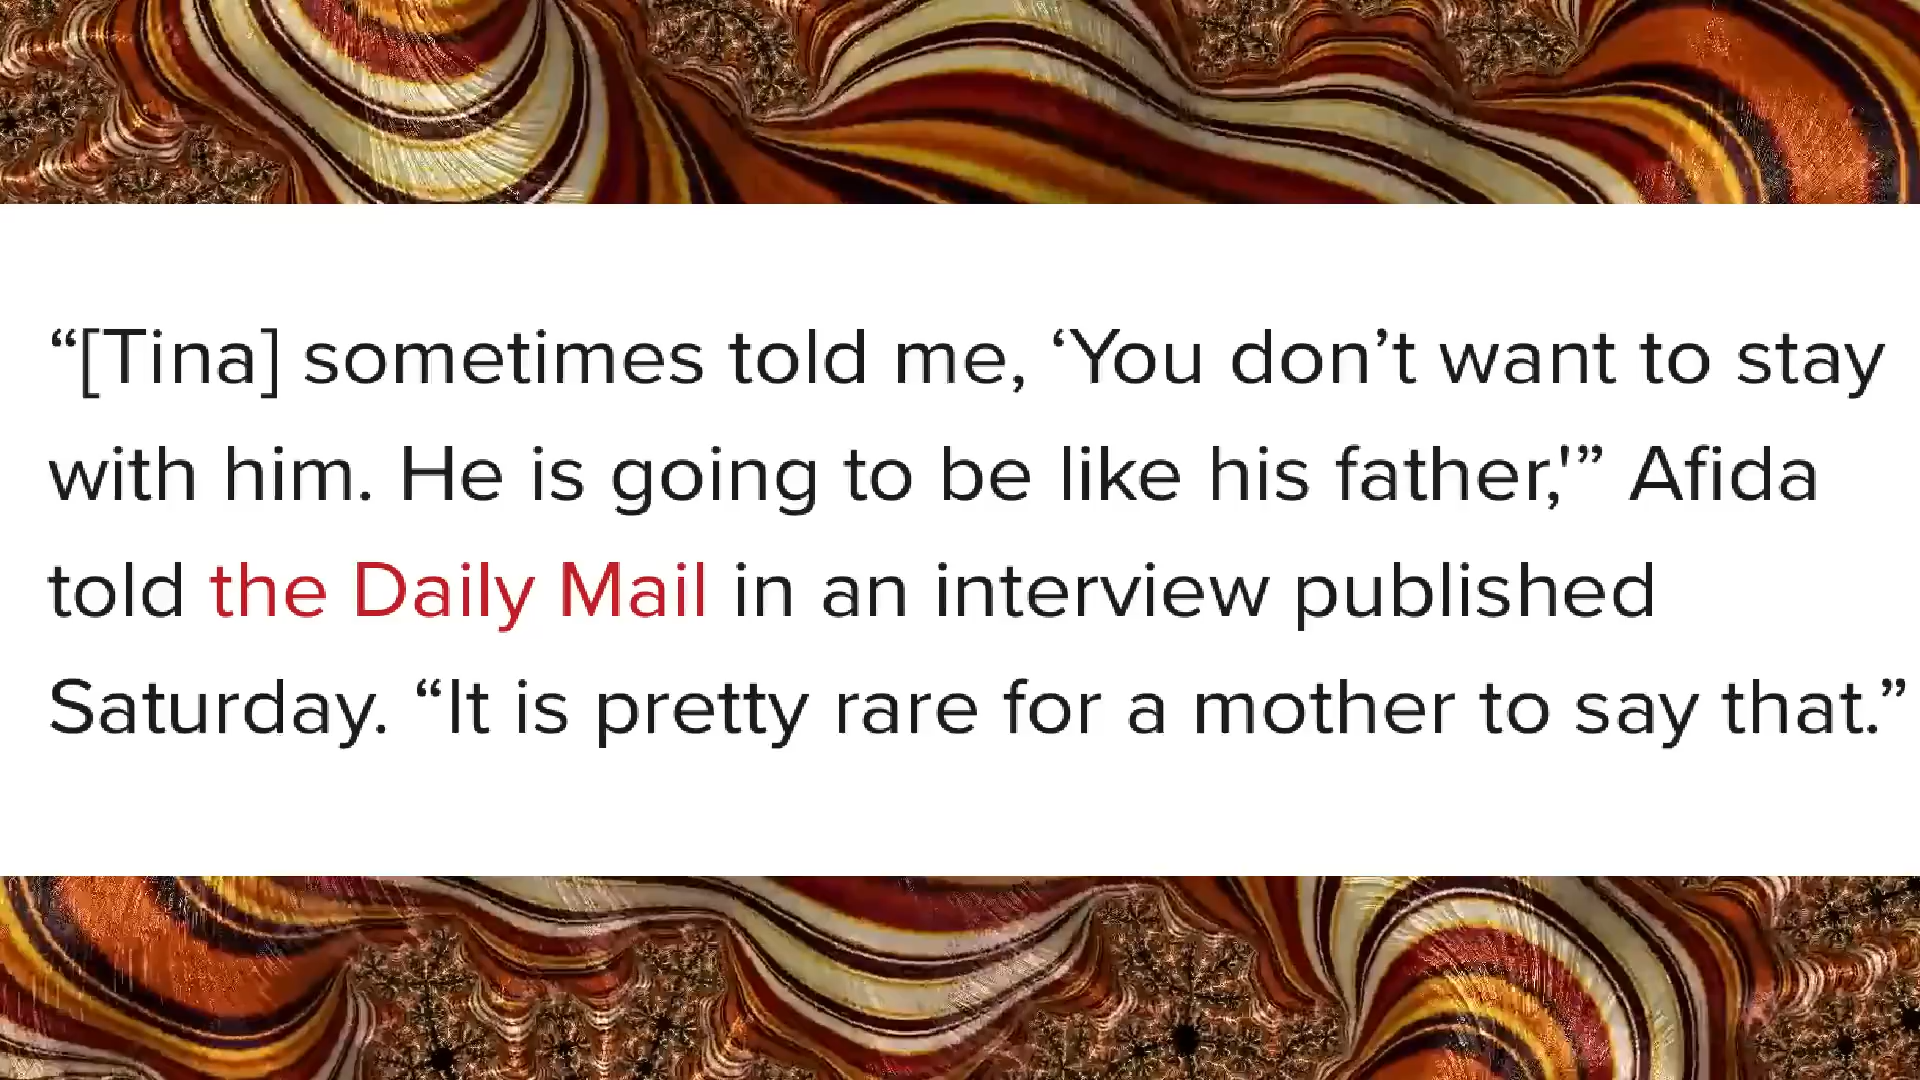 “[Tina] sometimes told me, ‘You don’t want to stay
with him. He is going to be like his father,'” Afida
told the Daily Mail in an interview published
Saturday. “It is pretty rare for a mother to say that.”